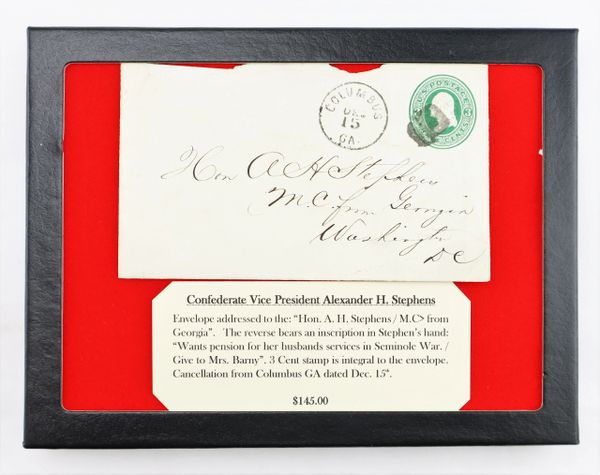 COLUMBUS
DEC
15
GA.
U.S. POSTAGE
3
CENTS
Hon A H Stephens
M.C. from Georgia
Washington
DC
Confederate Vice President Alexander H. Stephens
Envelope addressed to the: “Hon. A. H. Stephens / M.C> from
Georgia”. The reverse bears an inscription in Stephen’s hand:
“Wants pension for her husbands services in Seminole War. /
Give to Mrs. Barny”. 3 Cent stamp is integral to the envelope.
Cancellation from Columbus GA dated Dec. 15ᵗ.
$145.00